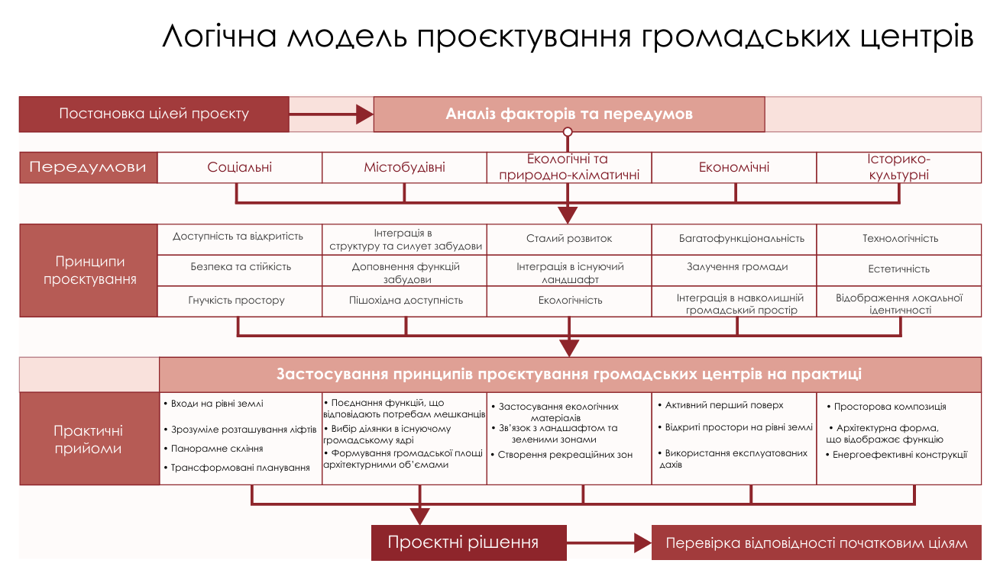 Логічна модель проєктування громадських центрів
Постановка цілей проєкту
Аналіз факторів та передумов
Передумови
Соціальні
Містобудівні
Екологічні та
природно-кліматичні
Економічні
Історико-
культурні
Принципи
проєктування
Доступність та відкритість
Інтеграція в
структуру та силует забудови
Сталий розвиток
Багатофункціональність
Технологічність
Безпека та стійкість
Доповнення функцій
забудови
Інтеграція в існуючий
ландшафт
Залучення громади
Естетичність
Гнучкість простору
Пішохідна доступність
Екологічність
Інтеграція в навколишній
громадський простір
Відображення локальної
ідентичності
Застосування принципів проєктування громадських центрів на практиці
Практичні
прийоми
• Входи на рівні землі
• Зрозуміле розташування ліфтів
• Панорамне скління
• Трансформовані планування
• Поєднання функцій, що
відповідають потребам мешканців
• Вибір ділянки в існуючому
громадському ядрі
• Формування громадської площі
архітектурними об’ємами
• Застосування екологічних
матеріалів
• Зв’язок з ландшафтом та
зеленими зонами
• Створення рекреаційних зон
• Активний перший поверх
• Відкриті простори на рівні землі
• Використання експлуатованих
дахів
• Просторова композиція
• Архітектурна форма,
що відображає функцію
• Енергоефективні конструкції
Проєктні рішення
Перевірка відповідності початковим цілям